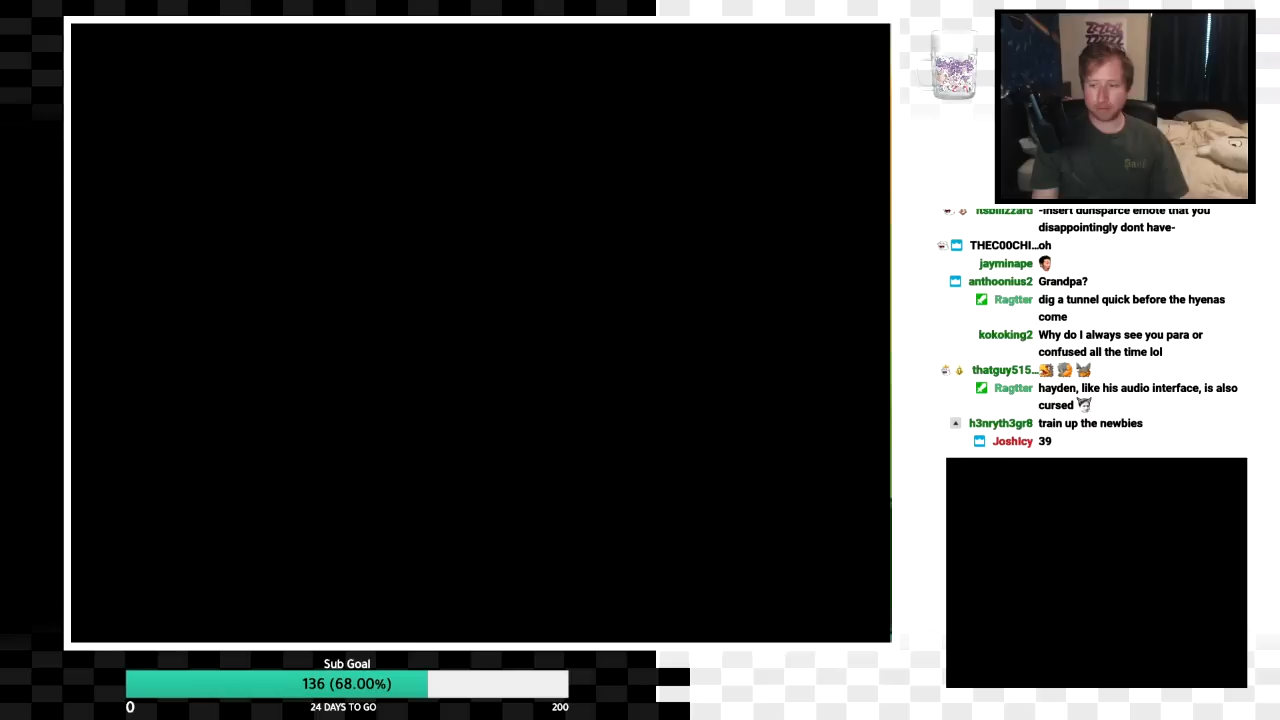 itsblizzard -insert dunsparce emote that you
disappointingly dont have-
THEC00CHI...oh
jayminape
anthoonius2 Grandpa?
Ragtter dig a tunnel quick before the hyenas
come
kokoking2 Why do I always see you para or
confused all the time lol
thatguy515...
Ragtter hayden, like his audio interface, is also
cursed
h3nryth3gr8 train up the newbies
JoshIcy 39
Sub Goal
136 (68.00%)
0 24 DAYS TO GO 200